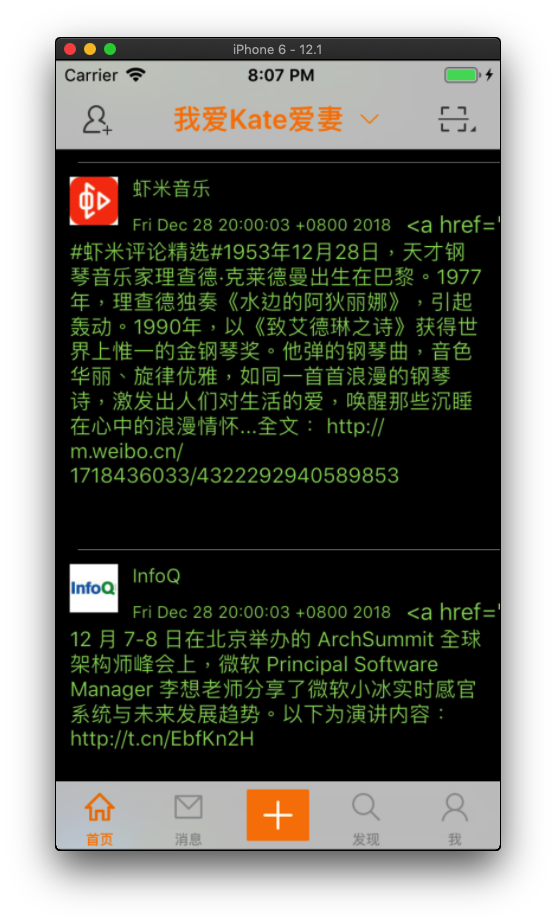 iPhone 6 - 12.1
Carrier 8:07 PM
我爱Kate爱妻
虾米音乐
Fri Dec 28 20:00:03 +0800 2018 <a href="
#虾米评论精选#1953年12月28日，天才钢
琴音乐家理查德·克莱德曼出生在巴黎。1977
年，理查德独奏《水边的阿狄丽娜》，引起
轰动。1990年，以《致艾德琳之诗》获得世
界上惟一的金钢琴奖。他弹的钢琴曲，音色
华丽、旋律优雅，如同一首首浪漫的钢琴
诗，激发出人们对生活的爱，唤醒那些沉睡
在心中的浪漫情怀...全文： http://
m.weibo.cn/
1718436033/4322292940589853
InfoQ
InfoQ
Fri Dec 28 20:00:03 +0800 2018 <a href="
12 月 7-8 日在北京举办的 ArchSummit 全球
架构师峰会上，微软 Principal Software
Manager 李想老师分享了微软小冰实时感官
系统与未来发展趋势。以下为演讲内容：
http://t.cn/EbfKn2H
首页 消息 发现 我